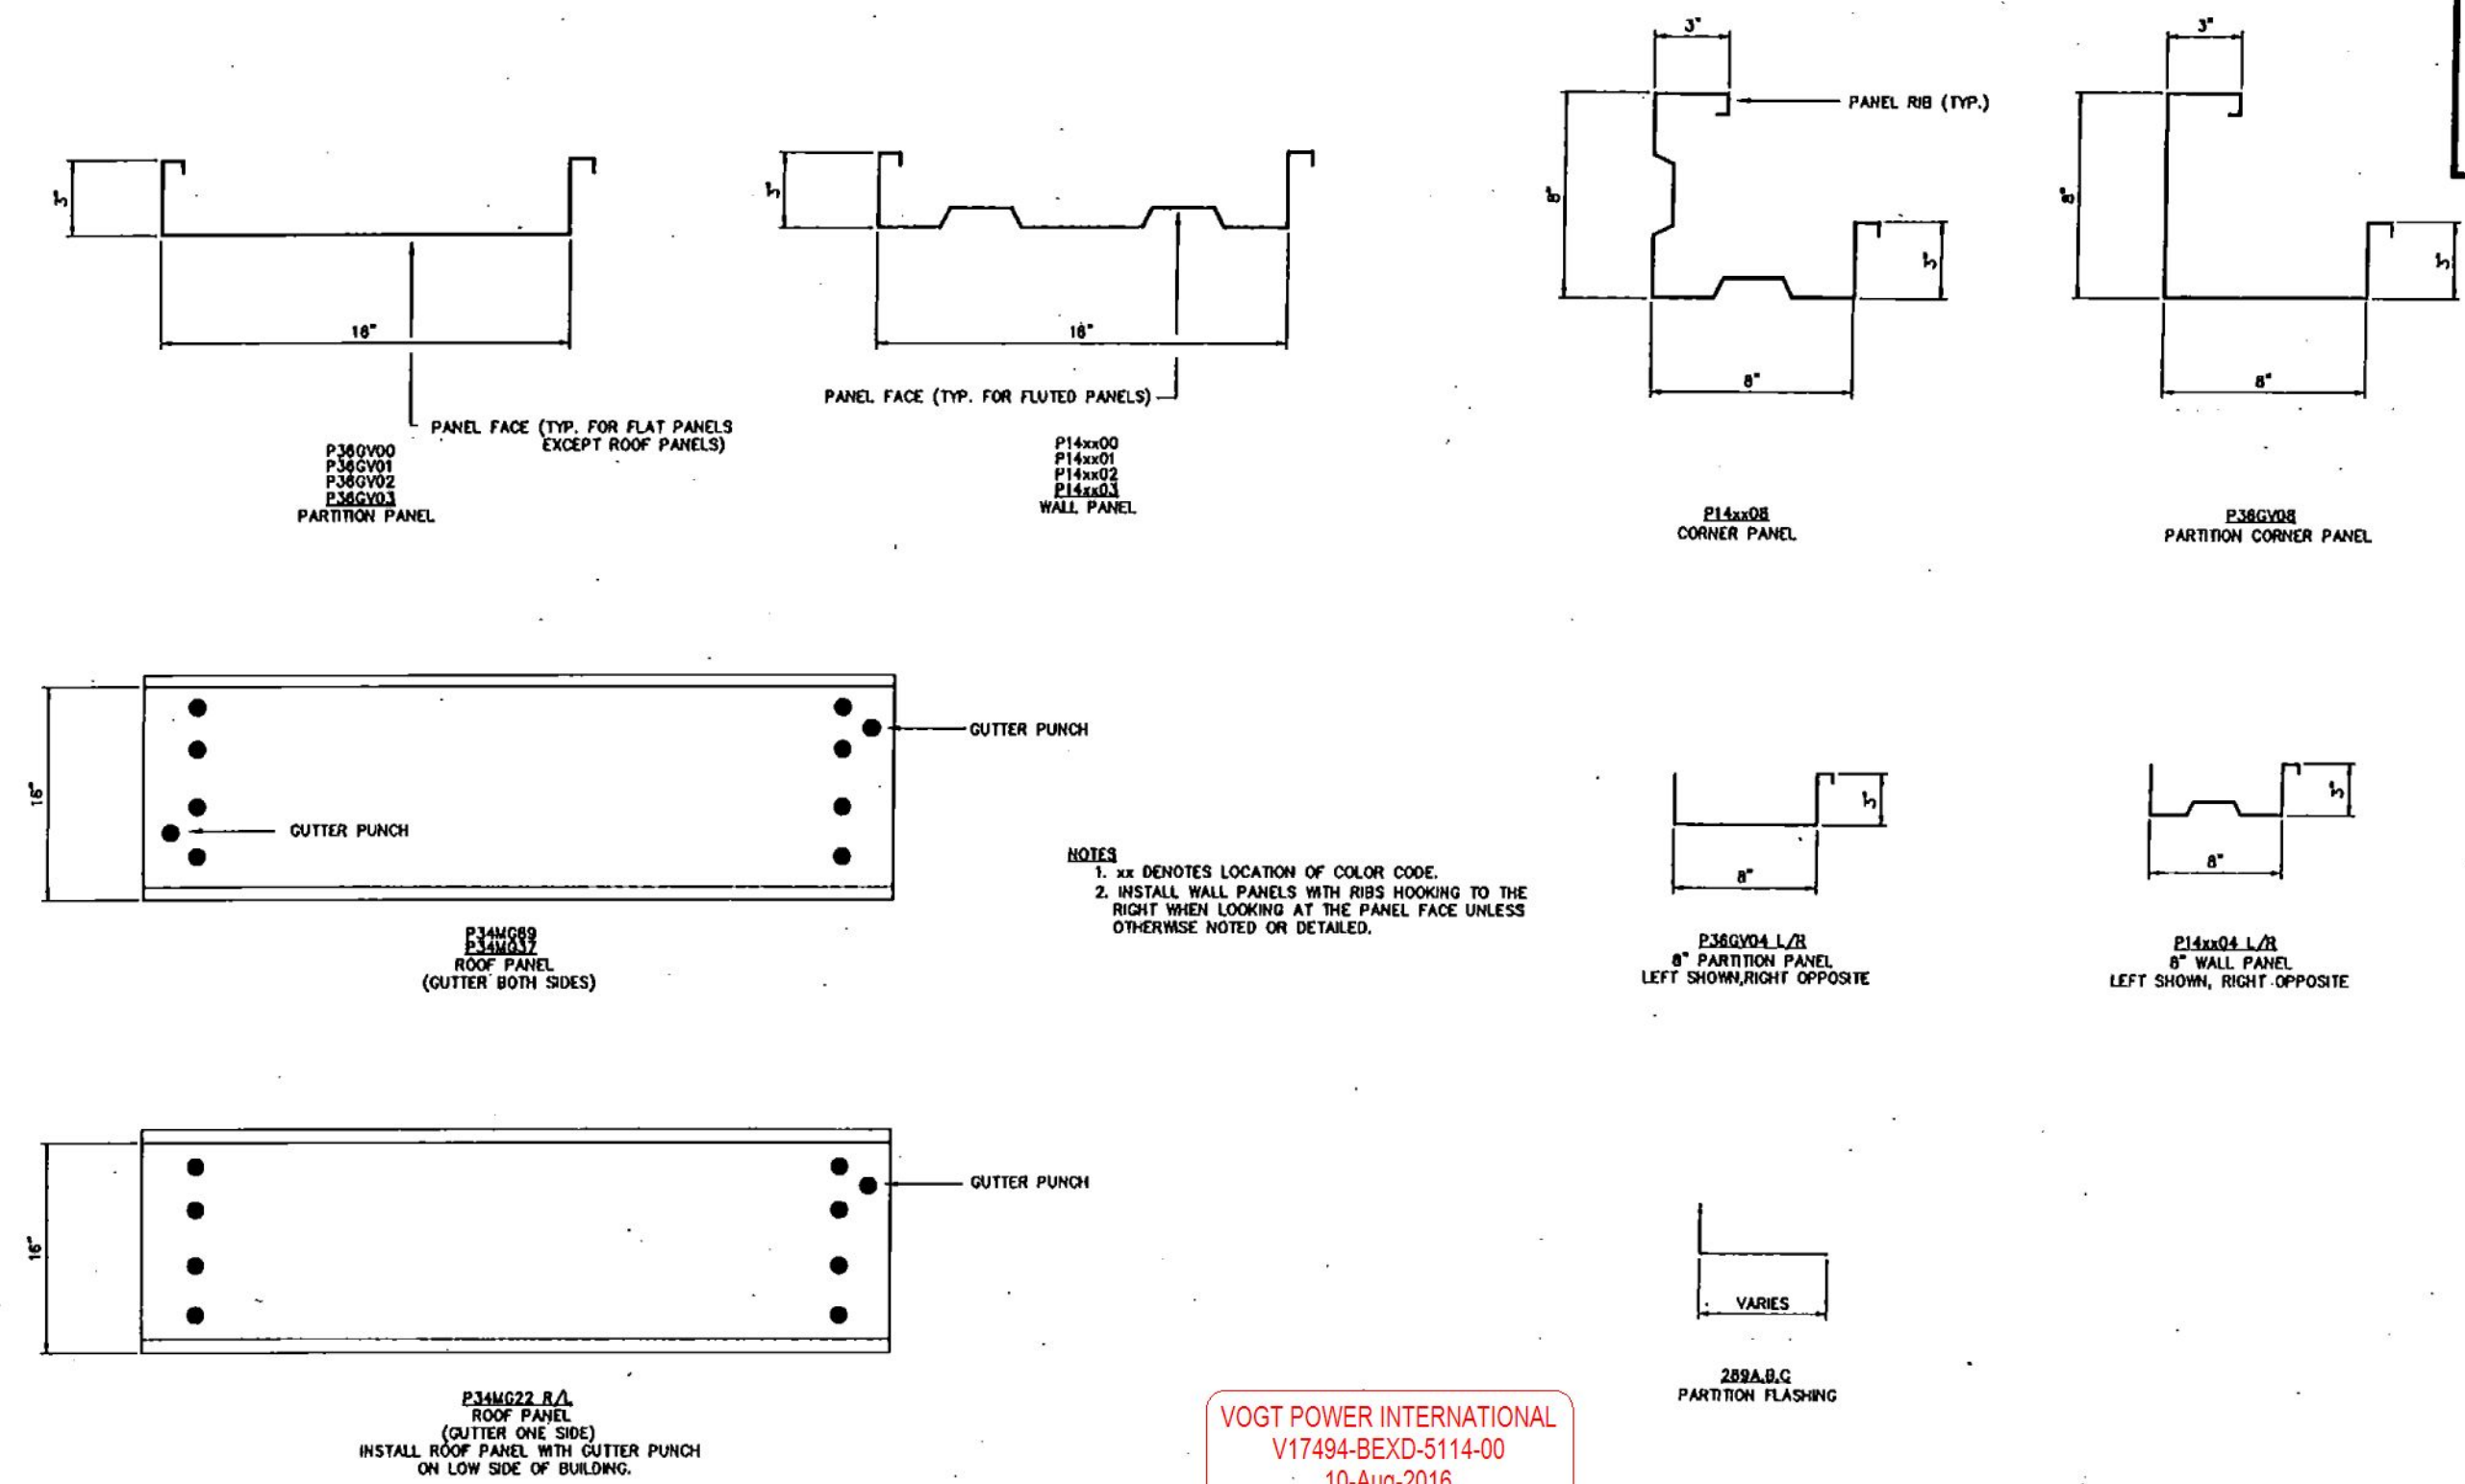 3"
18"
PANEL FACE (TYP. FOR FLAT PANELS
EXCEPT ROOF PANELS)
P36GV00
P36GV01
P36GV02
P36GV03
PARTITION PANEL
3"
16"
PANEL FACE (TYP. FOR FLUTED PANELS)
P14xx00
P14xx01
P14xx02
P14xx03
WALL PANEL
3"
PANEL RIB (TYP.)
8"
3"
8"
P14xx08
CORNER PANEL
3"
8"
3"
8"
P36GV08
PARTITION CORNER PANEL
16"
GUTTER PUNCH
GUTTER PUNCH
P34MG69
P34MG37
ROOF PANEL
(GUTTER BOTH SIDES)
NOTES
1. xx DENOTES LOCATION OF COLOR CODE.
2. INSTALL WALL PANELS WITH RIBS HOOKING TO THE
RIGHT WHEN LOOKING AT THE PANEL FACE UNLESS
OTHERWISE NOTED OR DETAILED.
3"
8"
P36GV04 L/R
8" PARTITION PANEL
LEFT SHOWN,RIGHT OPPOSITE
3"
8"
P14xx04 L/R
8" WALL PANEL
LEFT SHOWN, RIGHT OPPOSITE
16"
GUTTER PUNCH
P34MG22 R/L
ROOF PANEL
(GUTTER ONE SIDE)
INSTALL ROOF PANEL WITH GUTTER PUNCH
ON LOW SIDE OF BUILDING.
VARIES
289A,B,C
PARTITION FLASHING
VOGT POWER INTERNATIONAL
V17494-BEXD-5114-00
10-Aug-2016